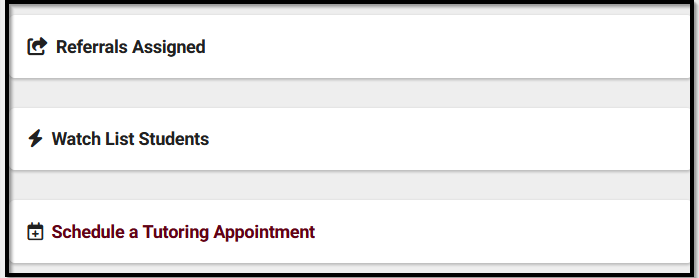 Referrals Assigned
Watch List Students
Schedule a Tutoring Appointment